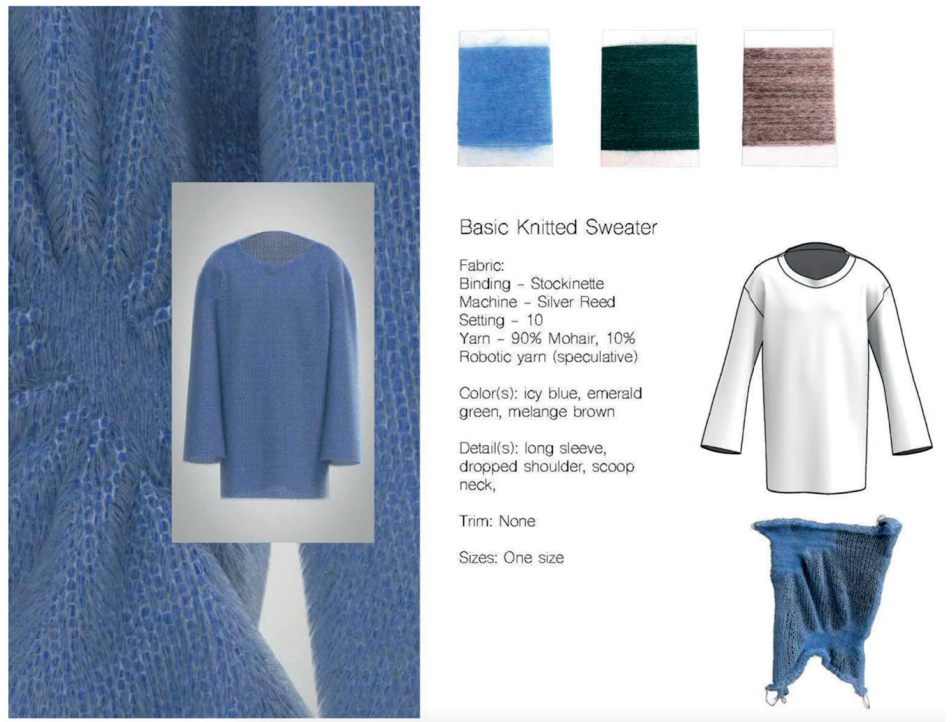 Basic Knitted Sweater
Fabric:
Binding – Stockinette
Machine – Silver Reed
Setting – 10
Yarn – 90% Mohair, 10%
Robotic yarn (speculative)
Color(s): icy blue, emerald
green, melange brown
Detail(s): long sleeve,
dropped shoulder, scoop
neck,
Trim: None
Sizes: One size